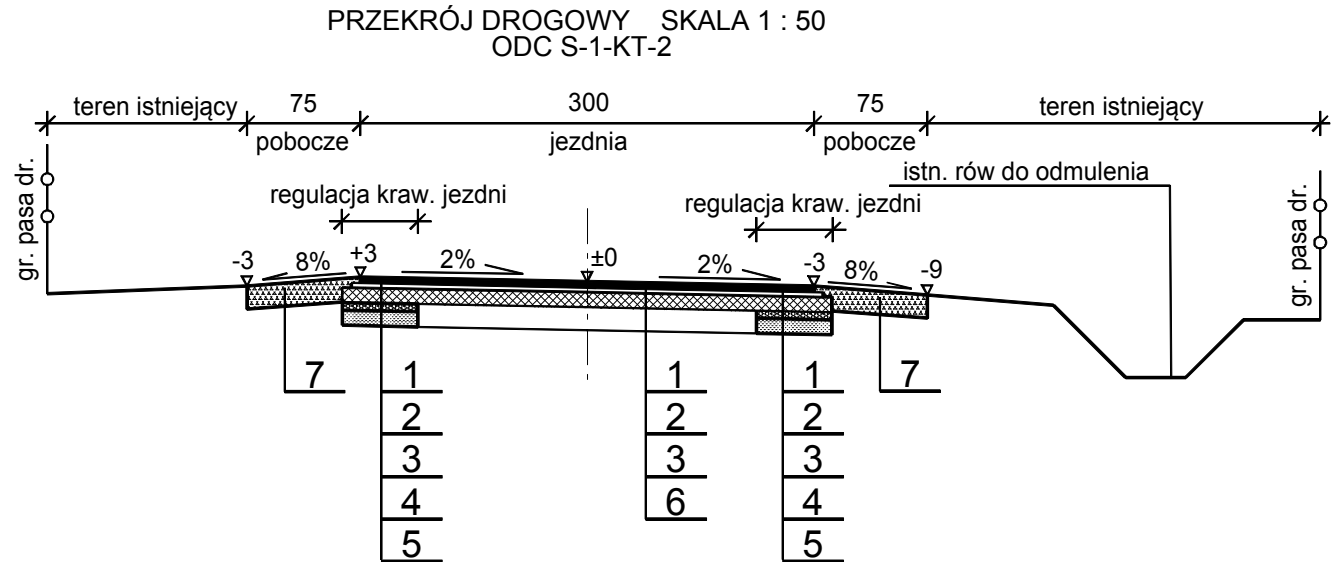 PRZEKRÓJ DROGOWY SKALA 1 : 50
ODC S-1-KT-2
teren istniejący 75 300 75 teren istniejący
pobocze jezdnia pobocze
gr. pasa dr.
regulacja kraw. jezdni
regulacja kraw. jezdni
istn. rów do odmulenia
gr. pasa dr.
-3 8% +3 2% ±0 2% -3 8% -9
7 1 1 1 7
2 2 2
3 3 3
4 6 4
5 5